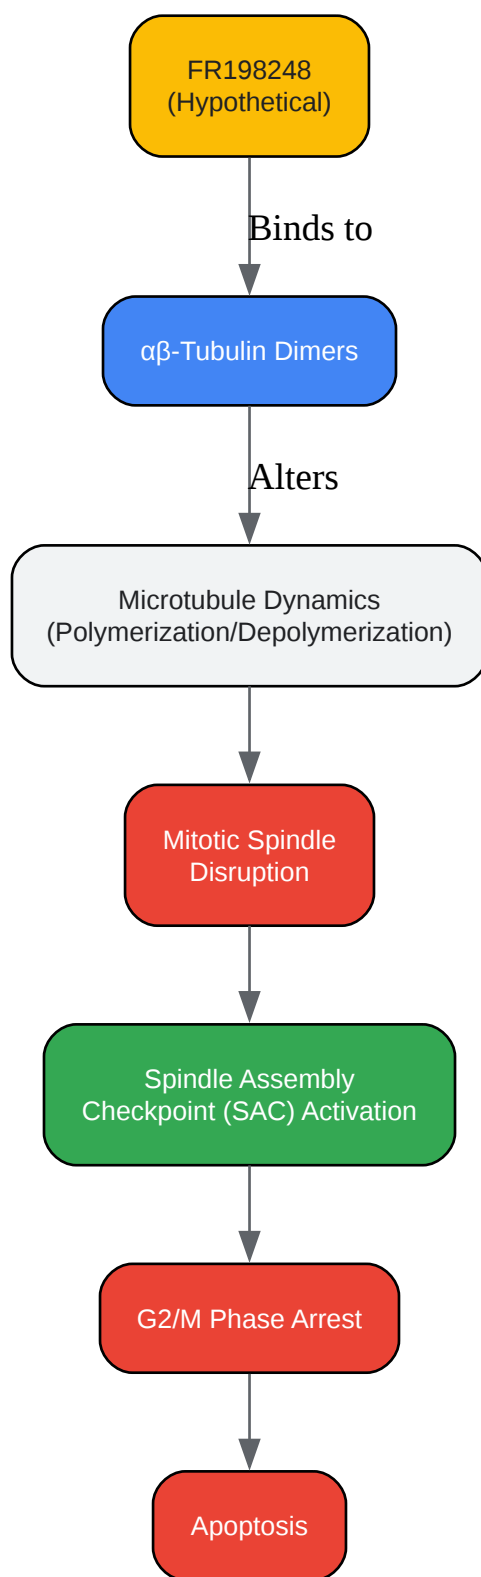 FR198248
(Hypothetical)
Binds to
αβ-Tubulin Dimers
Alters
Microtubule Dynamics
(Polymerization/Depolymerization)
Mitotic Spindle
Disruption
Spindle Assembly
Checkpoint (SAC) Activation
G2/M Phase Arrest
Apoptosis